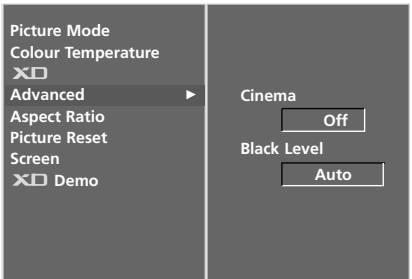 Picture Mode
Colour Temperature
XD
Advanced ►
Aspect Ratio
Picture Reset
Screen
XD Demo
Cinema
Off
Black Level
Auto